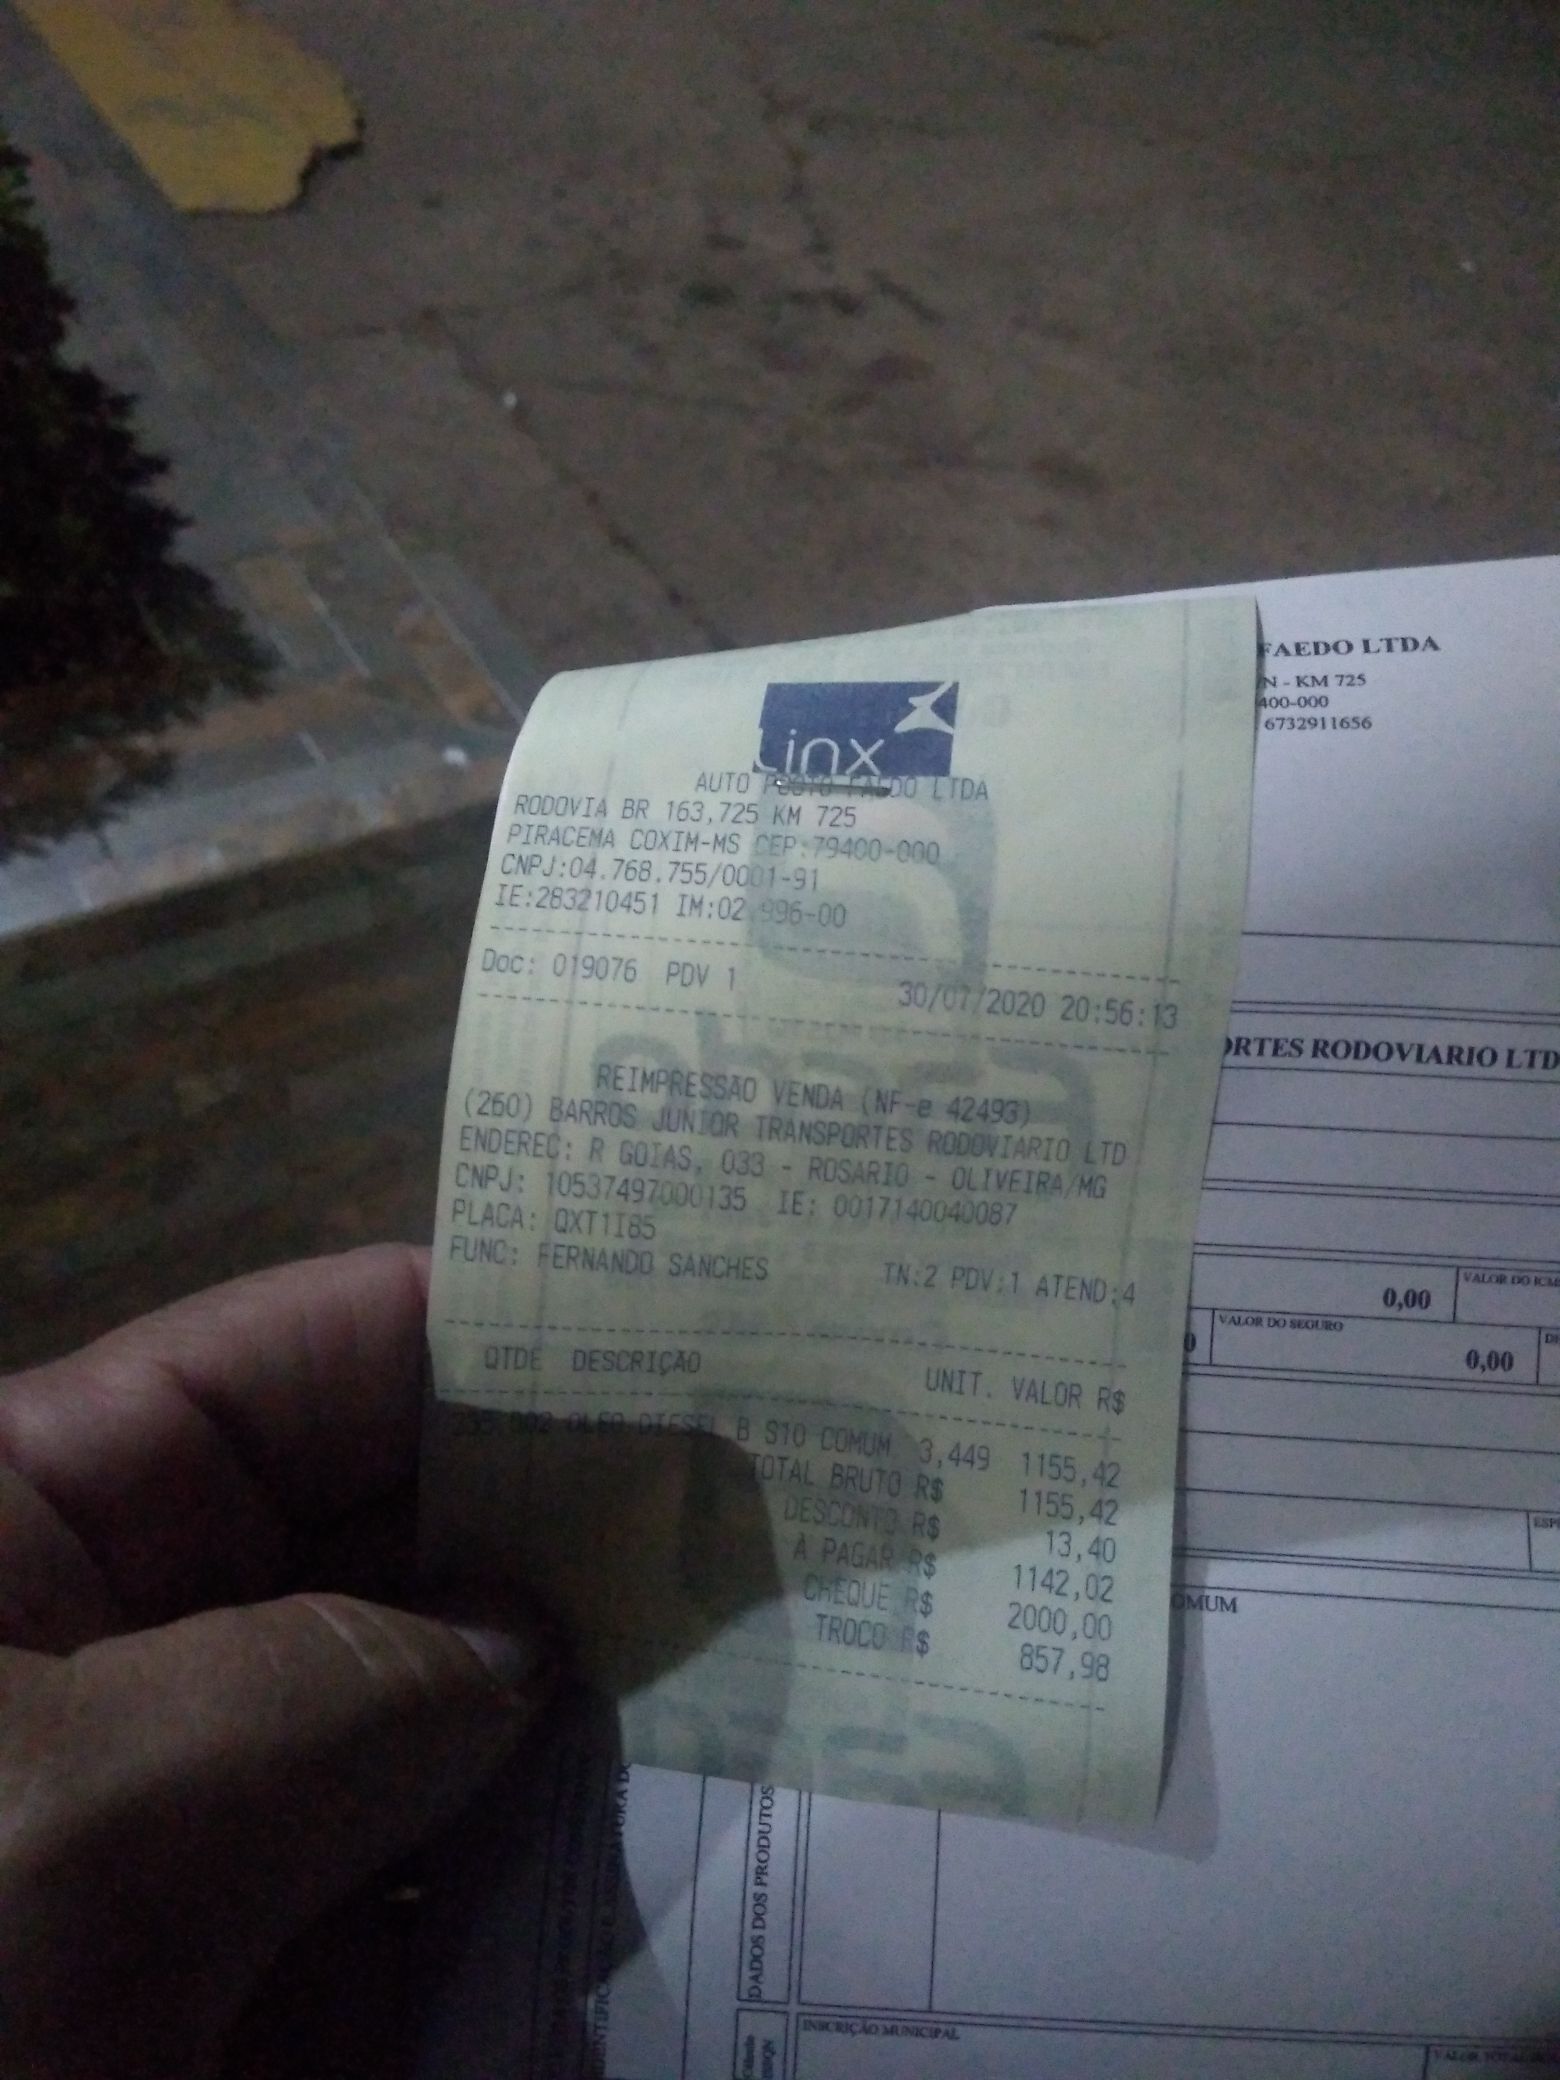 Linx
AUTO POSTO FAEDO LTDA
RODOVIA BR 163,725 KM 725
PIRACEMA COXIM-MS CEP:79400-000
CNPJ:04.768.755/0001-91
IE:283210451 IM:02.996-00
Doc: 019076 PDV 1
30/07/2020 20:56:13
REIMPRESSÃO VENDA (NF-e 42493)
(260) BARROS JUNIOR TRANSPORTES RODOVIARIO LTD
ENDEREC: R GOIAS, 033 - ROSARIO - OLIVEIRA/MG
CNPJ: 10537497000135 IE: 0017140040087
PLACA: QXT1I85
FUNC: FERNANDO SANCHES TN:2 PDV:1 ATEND:4
QTDE DESCRIÇÃO UNIT. VALOR R$
OLEO DIESEL B S10 COMUM 3,449 1155,42
TOTAL BRUTO R$ 1155,42
DESCONTO R$ 13,40
A PAGAR R$ 1142,02
CHEQUE R$ 2000,00
TROCO R$ 857,98
FAEDO LTDA
N - KM 725
400-000
6732911656
ORTES RODOVIARIO LTD
0,00
VALOR DO ICM
VALOR DO SEGURO
0,00
ESP
OMUM
DADOS DOS PRODUTOS
INSCRIÇÃO MUNICIPAL